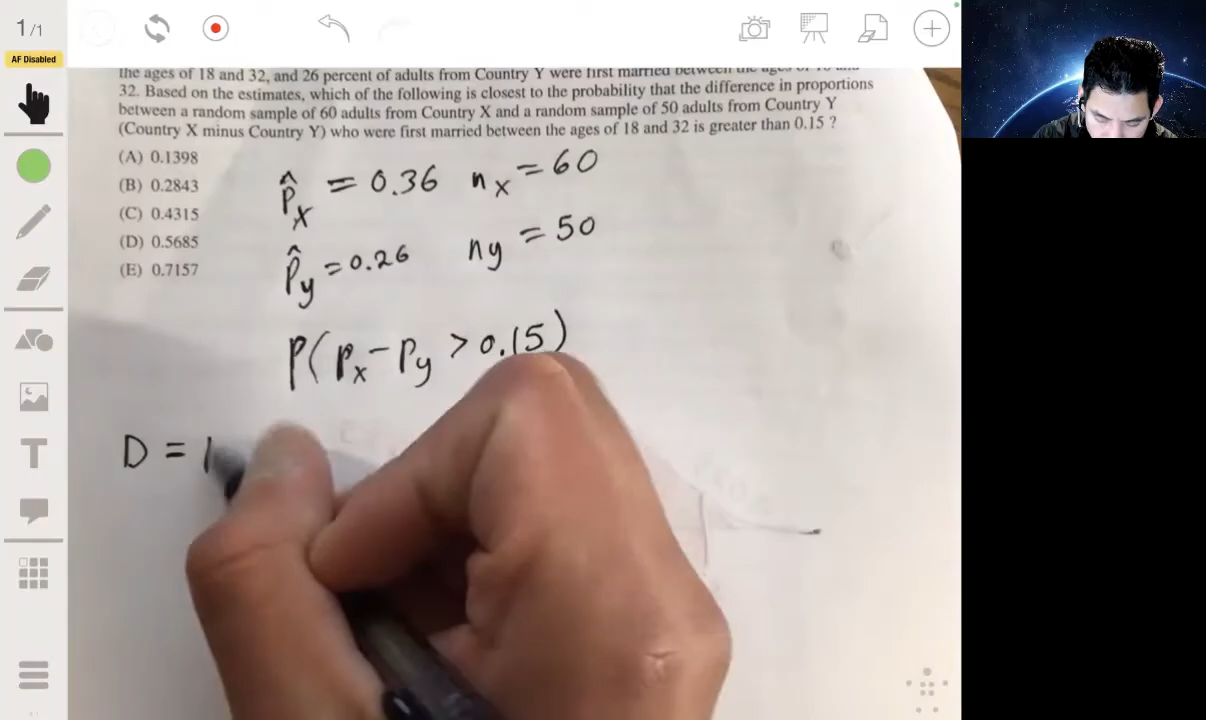 1/1
AF Disabled
the ages of 18 and 32, and 26 percent of adults from Country Y were first married between the ages of 18 and
32. Based on the estimates, which of the following is closest to the probability that the difference in proportions
between a random sample of 60 adults from Country X and a random sample of 50 adults from Country Y
(Country X minus Country Y) who were first married between the ages of 18 and 32 is greater than 0.15 ?
(A) 0.1398
(B) 0.2843
(C) 0.4315
(D) 0.5685
(E) 0.7157
p̂x = 0.36 nx = 60
p̂y = 0.26 ny = 50
P(px - py > 0.15)
D =
T